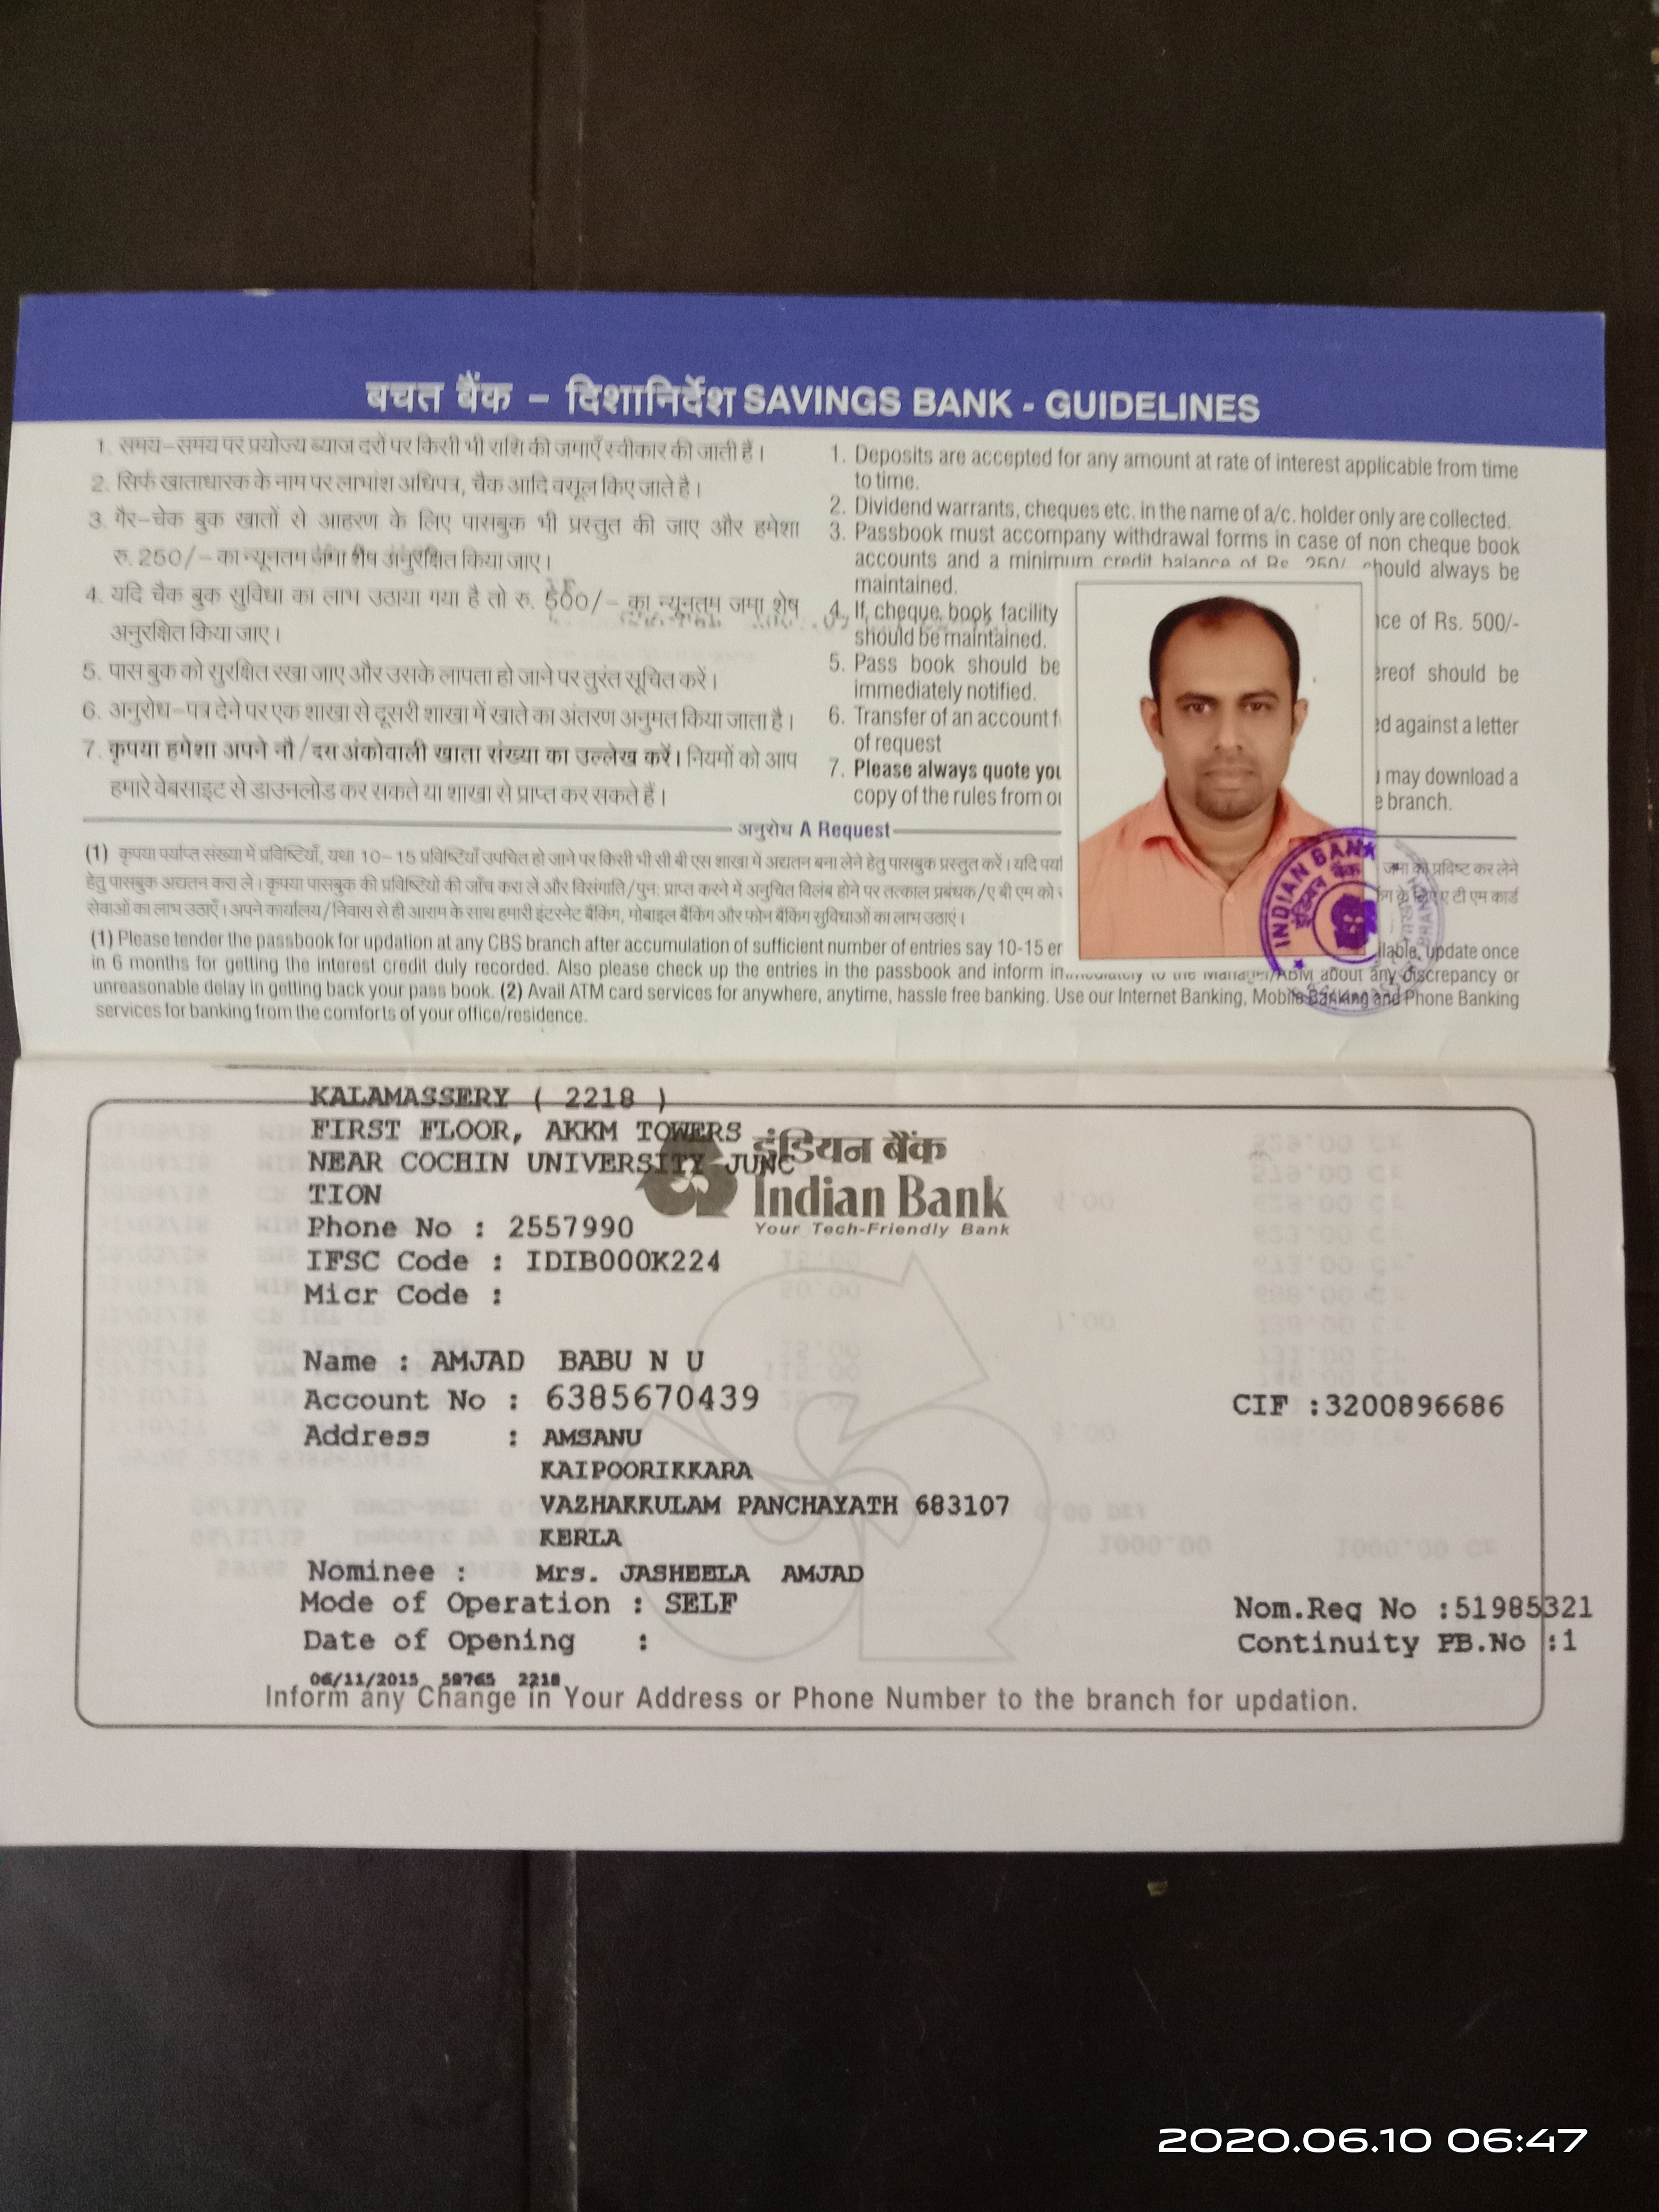 बचत बैंक – दिशानिर्देश SAVINGS BANK - GUIDELINES
1. समय-समय पर प्रयोज्य ब्याज दरों पर किसी भी राशि की जमाएँ स्वीकार की जाती हैं।
2. सिर्फ खाताधारक के नाम पर लाभांश अधिपत्र, चैक आदि वसूल किए जाते है।
3. गैर-चेक बुक खातों से आहरण के लिए पासबुक भी प्रस्तुत की जाए और हमेशा
रु. 250/- का न्यूनतम जमा शेष अनुरक्षित किया जाए।
4. यदि चैक बुक सुविधा का लाभ उठाया गया है तो रु. 500/- का न्यूनतम जमा शेष
अनुरक्षित किया जाए।
5. पास बुक को सुरक्षित रखा जाए और उसके लापता हो जाने पर तुरंत सूचित करें।
6. अनुरोध-पत्र देने पर एक शाखा से दूसरी शाखा में खाते का अंतरण अनुमत किया जाता है।
7. कृपया हमेशा अपने नौ/दस अंकोवाली खाता संख्या का उल्लेख करें। नियमों को आप
हमारे वेबसाइट से डाउनलोड कर सकते या शाखा से प्राप्त कर सकते हैं।
1. Deposits are accepted for any amount at rate of interest applicable from time
to time.
2. Dividend warrants, cheques etc. in the name of a/c. holder only are collected.
3. Passbook must accompany withdrawal forms in case of non cheque book
accounts and a minimum credit balance of Rs. 250/- should always be
maintained.
4. If, cheque book facility nce of Rs. 500/-
should be maintained.
5. Pass book should be ereof should be
immediately notified.
6. Transfer of an account f ed against a letter
of request
7. Please always quote you may download a
copy of the rules from ou e branch.
अनुरोध A Request
(1) कृपया पर्याप्त संख्या में प्रविष्टियाँ, यथा 10-15 प्रविष्टियाँ उपचित हो जाने पर किसी भी सी बी एस शाखा में अद्यतन बना लेने हेतु पासबुक प्रस्तुत करें। यदि पर्या जमा को प्रविष्ट कर लेने
हेतु पासबुक अद्यतन करा ले। कृपया पासबुक की प्रविष्टियों की जाँच करा लें और विसंगति/पुन: प्राप्त करने में अनुचित विलंब होने पर तत्काल प्रबंधक/ए बी एम को ए टी एम कार्ड
सेवाओं का लाभ उठाएँ। अपने कार्यालय/निवास से ही आराम के साथ हमारी इंटरनेट बैंकिंग, मोबाइल बैंकिंग और फोन बैंकिंग सुविधाओं का लाभ उठाएं।
(1) Please tender the passbook for updation at any CBS branch after accumulation of sufficient number of entries say 10-15 er ilable, update once
in 6 months for getting the interest credit duly recorded. Also please check up the entries in the passbook and inform immediately to the Manager/ABM about any discrepancy or
unreasonable delay in getting back your pass book. (2) Avail ATM card services for anywhere, anytime, hassle free banking. Use our Internet Banking, Mobile Banking and Phone Banking
services for banking from the comforts of your office/residence.
INDIAN BANK
इंडियन बैंक
KALAMASSERY ( 2218 )
FIRST FLOOR, AKKM TOWERS
NEAR COCHIN UNIVERSITY JUNC
TION
इंडियन बैंक
Indian Bank
Your Tech-Friendly Bank
Phone No : 2557990
IFSC Code : IDIB000K224
Micr Code :
Name : AMJAD BABU N U
Account No : 6385670439
CIF :3200896686
Address : AMSANU
KAIPOORIKKARA
VAZHAKKULAM PANCHAYATH 683107
KERLA
Nominee : Mrs. JASHEELA AMJAD
Mode of Operation : SELF
Nom.Req No :51985321
Date of Opening :
Continuity PB.No :1
06/11/2015 59765 2218
Inform any Change in Your Address or Phone Number to the branch for updation.
2020.06.10 06:47